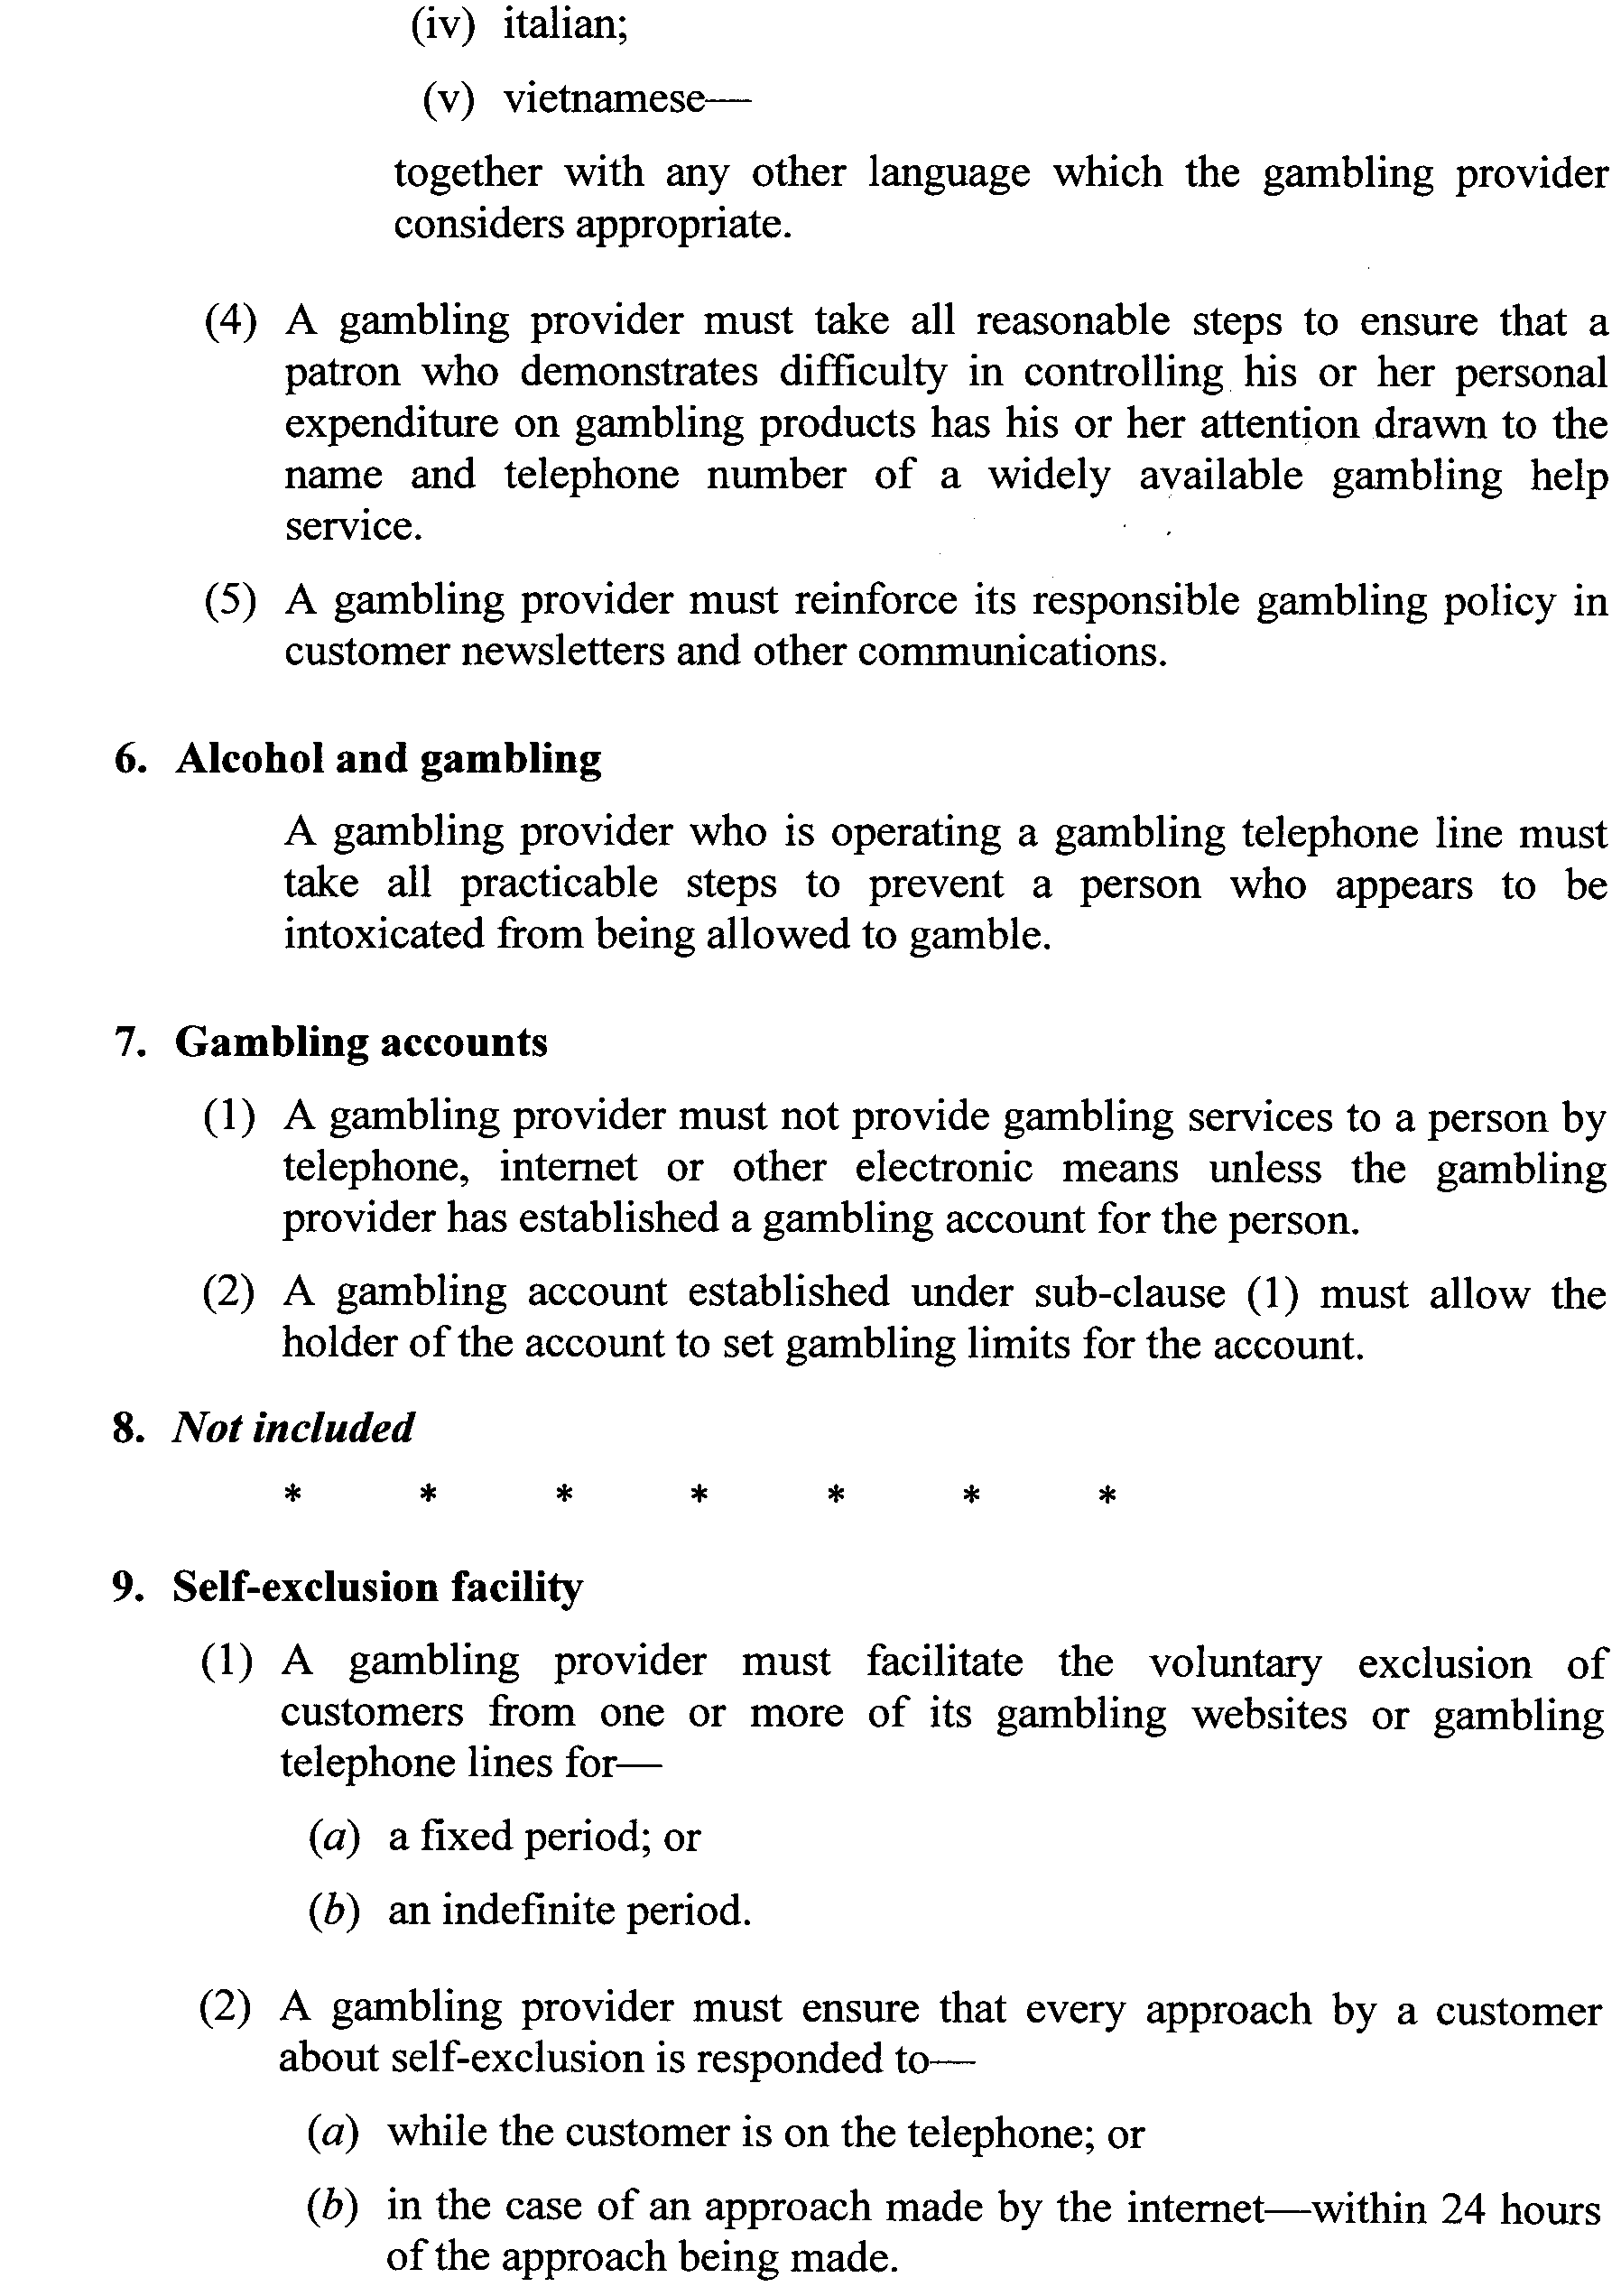 (iv) italian;
(v) vietnamese—
together with any other language which the gambling provider
considers appropriate.
(4) A gambling provider must take all reasonable steps to ensure that a
patron who demonstrates difficulty in controlling his or her personal
expenditure on gambling products has his or her attention drawn to the
name and telephone number of a widely available gambling help
service.
(5) A gambling provider must reinforce its responsible gambling policy in
customer newsletters and other communications.
6. Alcohol and gambling
A gambling provider who is operating a gambling telephone line must
take all practicable steps to prevent a person who appears to be
intoxicated from being allowed to gamble.
7. Gambling accounts
(1) A gambling provider must not provide gambling services to a person by
telephone, internet or other electronic means unless the gambling
provider has established a gambling account for the person.
(2) A gambling account established under sub-clause (1) must allow the
holder of the account to set gambling limits for the account.
8. Not included
* * * * * * *
9. Self-exclusion facility
(1) A gambling provider must facilitate the voluntary exclusion of
customers from one or more of its gambling websites or gambling
telephone lines for—
(a) a fixed period; or
(b) an indefinite period.
(2) A gambling provider must ensure that every approach by a customer
about self-exclusion is responded to—
(a) while the customer is on the telephone; or
(b) in the case of an approach made by the internet—within 24 hours
of the approach being made.